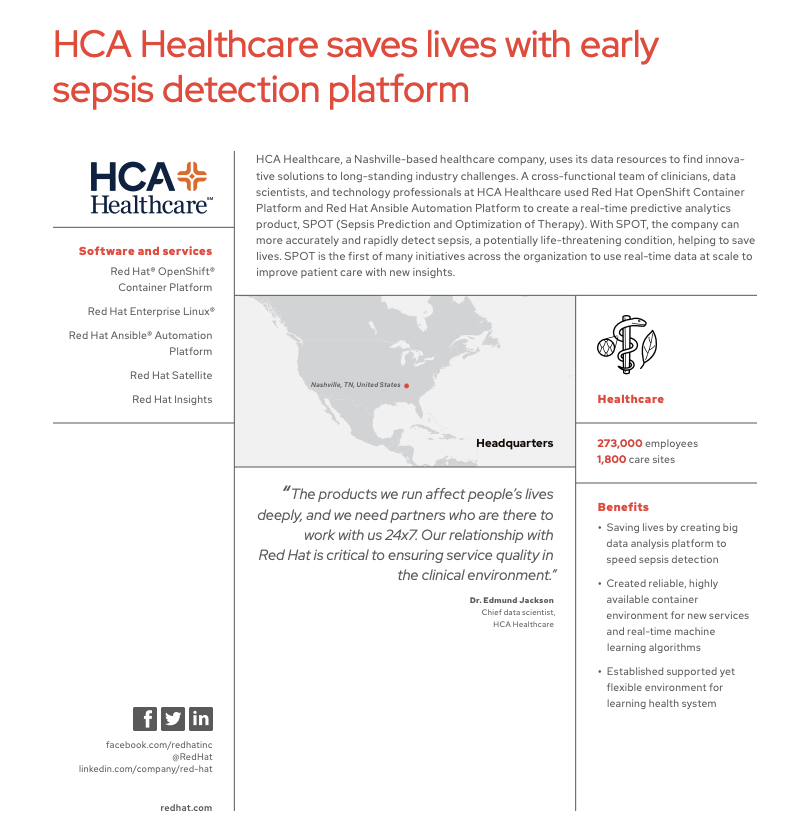 HCA Healthcare saves lives with early
sepsis detection platform
HCA
Healthcare℠
Software and services
Red Hat® OpenShift®
Container Platform
Red Hat Enterprise Linux®
Red Hat Ansible® Automation
Platform
Red Hat Satellite
Red Hat Insights
HCA Healthcare, a Nashville-based healthcare company, uses its data resources to find innova-
tive solutions to long-standing industry challenges. A cross-functional team of clinicians, data
scientists, and technology professionals at HCA Healthcare used Red Hat OpenShift Container
Platform and Red Hat Ansible Automation Platform to create a real-time predictive analytics
product, SPOT (Sepsis Prediction and Optimization of Therapy). With SPOT, the company can
more accurately and rapidly detect sepsis, a potentially life-threatening condition, helping to save
lives. SPOT is the first of many initiatives across the organization to use real-time data at scale to
improve patient care with new insights.
Nashville, TN, United States
Headquarters
“The products we run affect people’s lives
deeply, and we need partners who are there to
work with us 24x7. Our relationship with
Red Hat is critical to ensuring service quality in
the clinical environment.”
Dr. Edmund Jackson
Chief data scientist,
HCA Healthcare
Healthcare
273,000 employees
1,800 care sites
Benefits
• Saving lives by creating big
data analysis platform to
speed sepsis detection
• Created reliable, highly
available container
environment for new services
and real-time machine
learning algorithms
• Established supported yet
flexible environment for
learning health system
f in
facebook.com/redhatinc
@RedHat
linkedin.com/company/red-hat
redhat.com